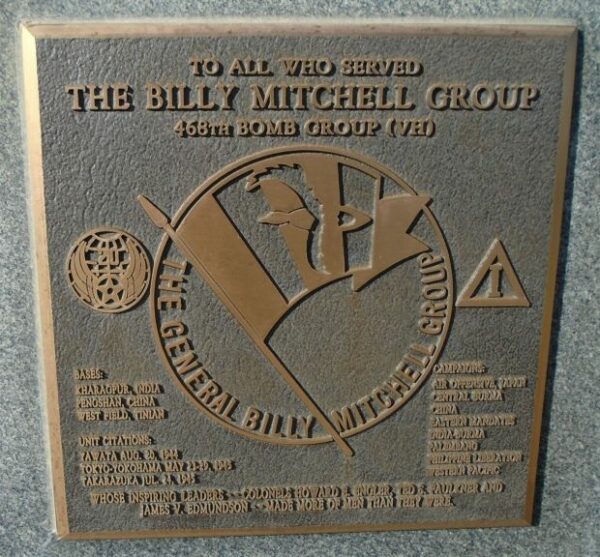 TO ALL WHO SERVED
THE BILLY MITCHELL GROUP
468TH BOMB GROUP (VH)
20
THE GENERAL BILLY MITCHELL GROUP
I
BASES:
KHARAGPUR, INDIA
PENGSHAN, CHINA
WEST FIELD, TINIAN
UNIT CITATIONS:
YAWATA AUG. 20, 1944
TOKYO-YOKOHAMA MAY 23-29, 1945
TAKARAZUKA JUL. 24, 1945
CAMPAIGNS:
AIR OFFENSIVE, JAPAN
CENTRAL BURMA
CHINA
EASTERN MANDATES
INDIA-BURMA
PALEMBANG
PHILIPPINE LIBERATION
WESTERN PACIFIC
WHOSE INSPIRING LEADERS - - COLONELS HOWARD E. ENGLER, TED S. FAULKNER AND
JAMES V. EDMUNDSON - - MADE MORE OF MEN THAN THEY WERE.